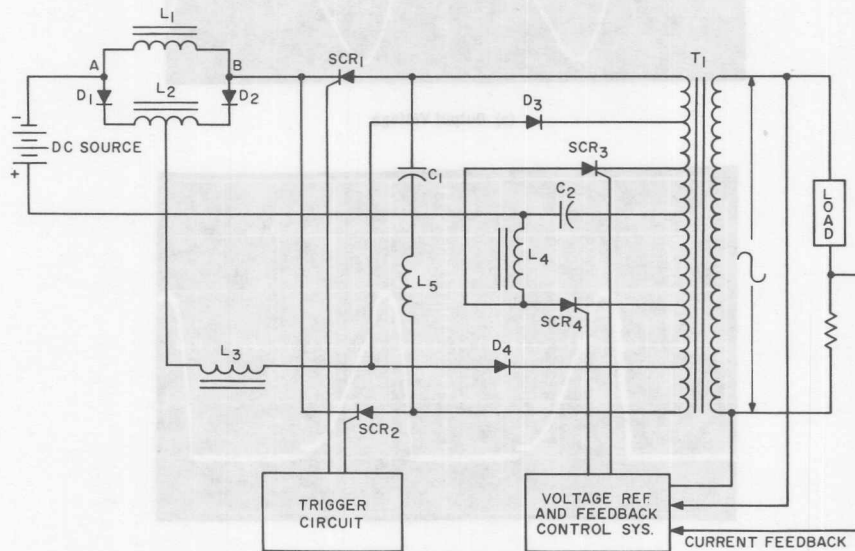 L1
A
B
SCR1
T1
D1
L2
D2
D3
−
DC SOURCE
+
SCR3
C1
C2
L4
L5
LOAD
SCR4
L3
D4
SCR2
TRIGGER
CIRCUIT
VOLTAGE REF.
AND FEEDBACK
CONTROL SYS.
CURRENT FEEDBACK